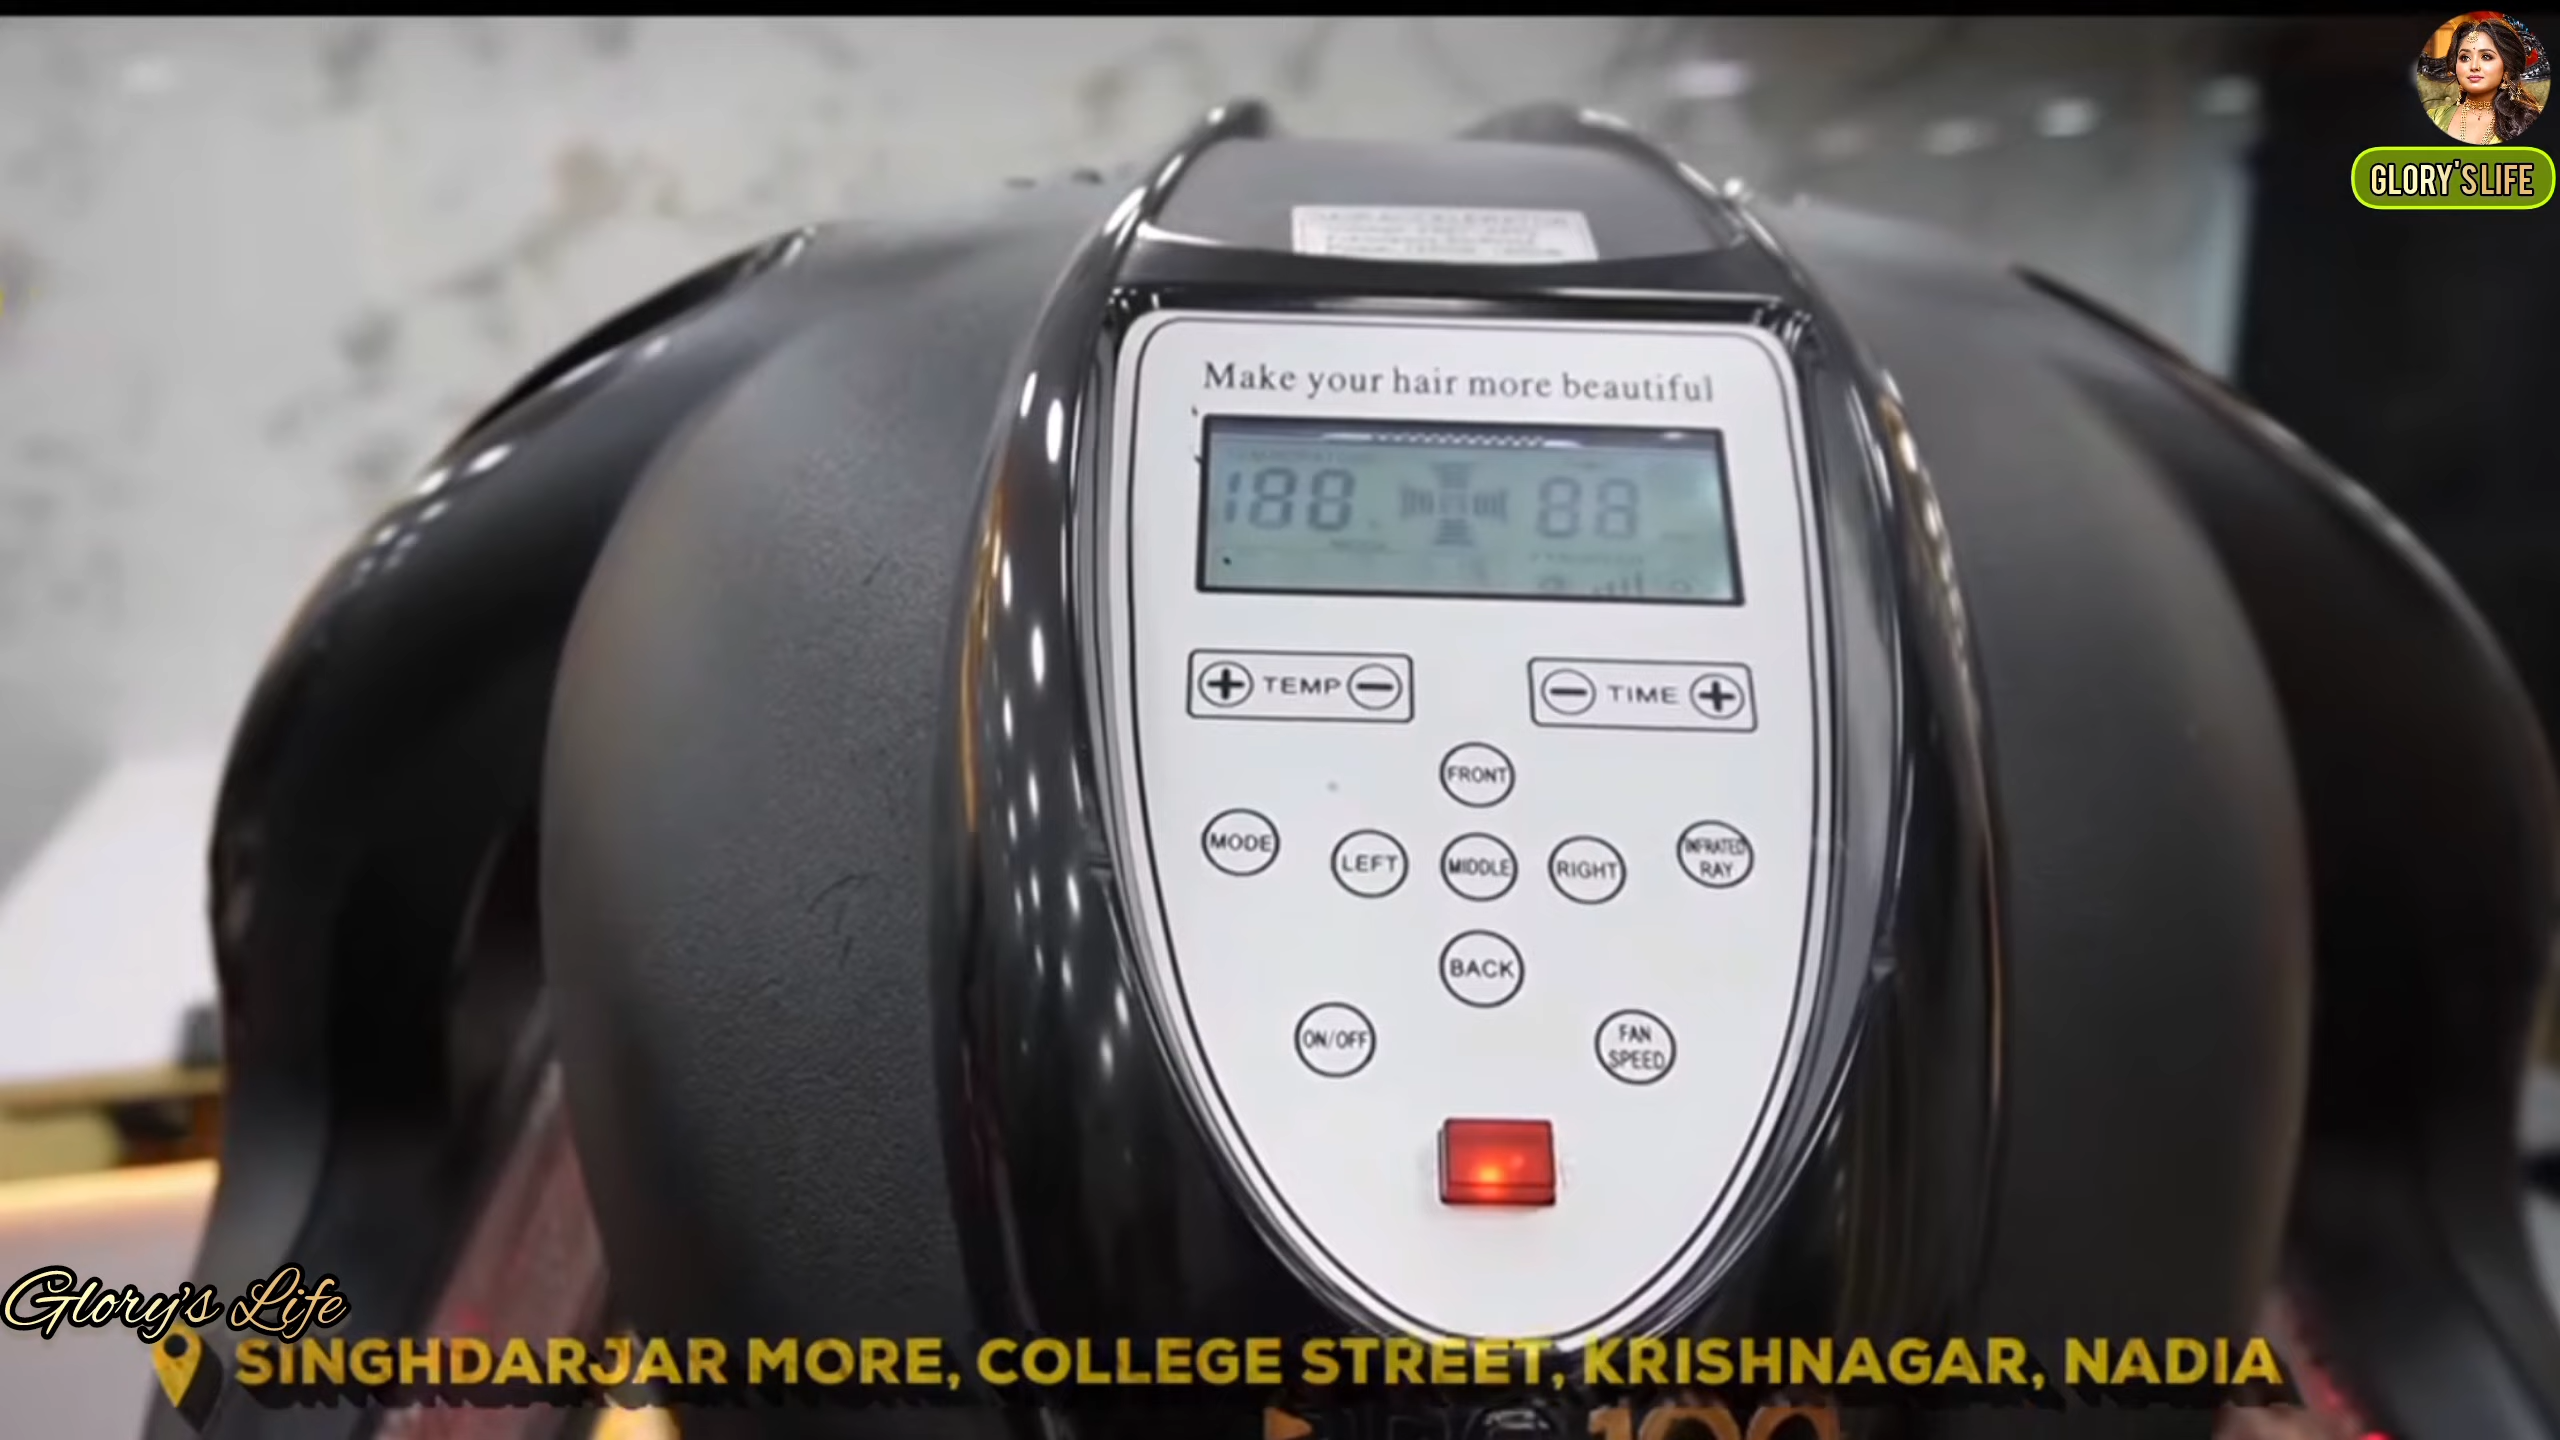 GLORY'S LIFE
Make your hair more beautiful
188 88
+ TEMP −
− TIME +
FRONT
MODE
LEFT
MIDDLE
RIGHT
INFRATED
RAY
BACK
ON/OFF
FAN
SPEED
Glory's Life
SINGHDARJAR MORE, COLLEGE STREET, KRISHNAGAR, NADIA